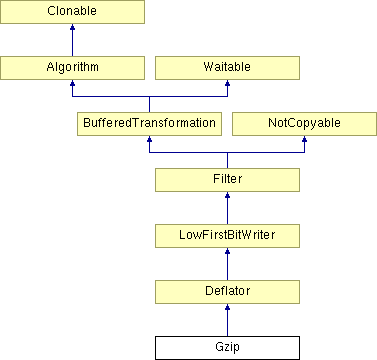 Clonable
Algorithm
Waitable
BufferedTransformation
NotCopyable
Filter
LowFirstBitWriter
Deflator
Gzip